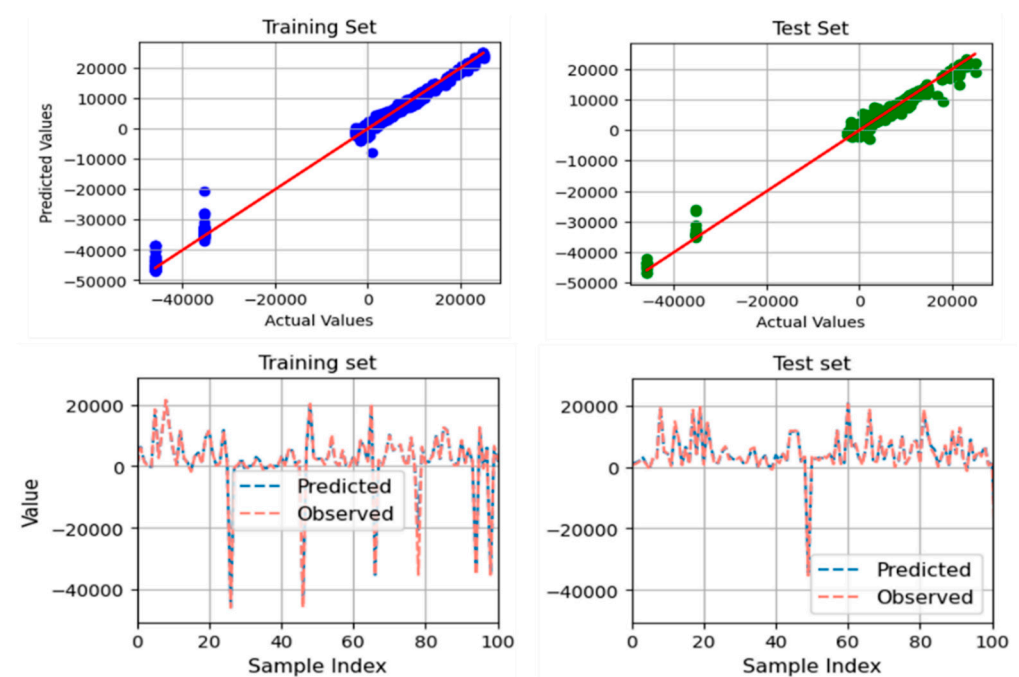 Training Set
Predicted Values
20000
10000
0
−10000
−20000
−30000
−40000
−50000
−40000 −20000 0 20000
Actual Values
Test Set
20000
10000
0
−10000
−20000
−30000
−40000
−50000
−40000 −20000 0 20000
Actual Values
Training set
Value
20000
0
−20000
−40000
Predicted
Observed
0 20 40 60 80 100
Sample Index
Test set
20000
0
−20000
−40000
Predicted
Observed
0 20 40 60 80 100
Sample Index